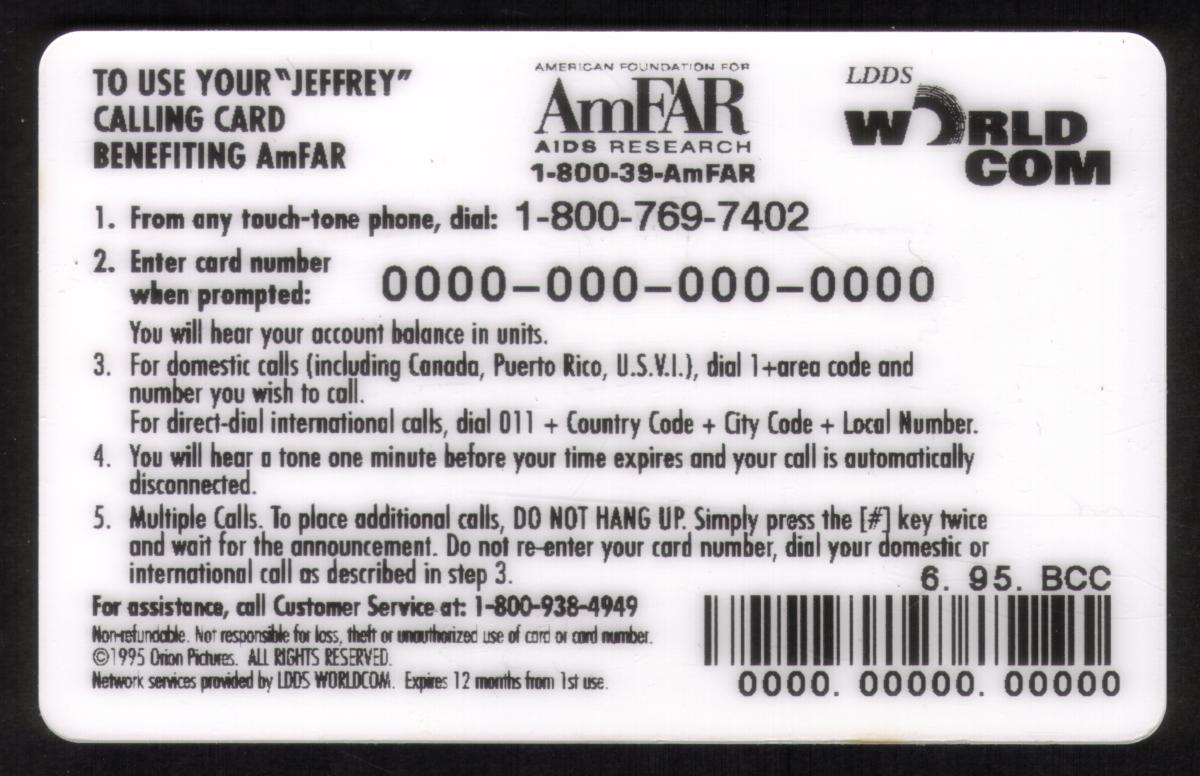 TO USE YOUR "JEFFREY"
CALLING CARD
BENEFITING AmFAR
AMERICAN FOUNDATION FOR
AmFAR
AIDS RESEARCH
1-800-39-AmFAR
LDDS
WORLD
COM
1. From any touch-tone phone, dial: 1-800-769-7402
2. Enter card number
when prompted: 0000-000-000-0000
You will hear your account balance in units.
3. For domestic calls (including Canada, Puerto Rico, U.S.V.I.), dial 1+area code and
number you wish to call.
For direct-dial international calls, dial 011 + Country Code + City Code + Local Number.
4. You will hear a tone one minute before your time expires and your call is automatically
disconnected.
5. Multiple Calls. To place additional calls, DO NOT HANG UP. Simply press the [#] key twice
and wait for the announcement. Do not re-enter your card number, dial your domestic or
international call as described in step 3.
6. 95. BCC
For assistance, call Customer Service at: 1-800-938-4949
Non-refundable. Not responsible for loss, theft or unauthorized use of card or card number.
©1995 Orion Pictures. ALL RIGHTS RESERVED.
Network services provided by LDDS WORLDCOM. Expires 12 months from 1st use.
0000. 00000. 00000